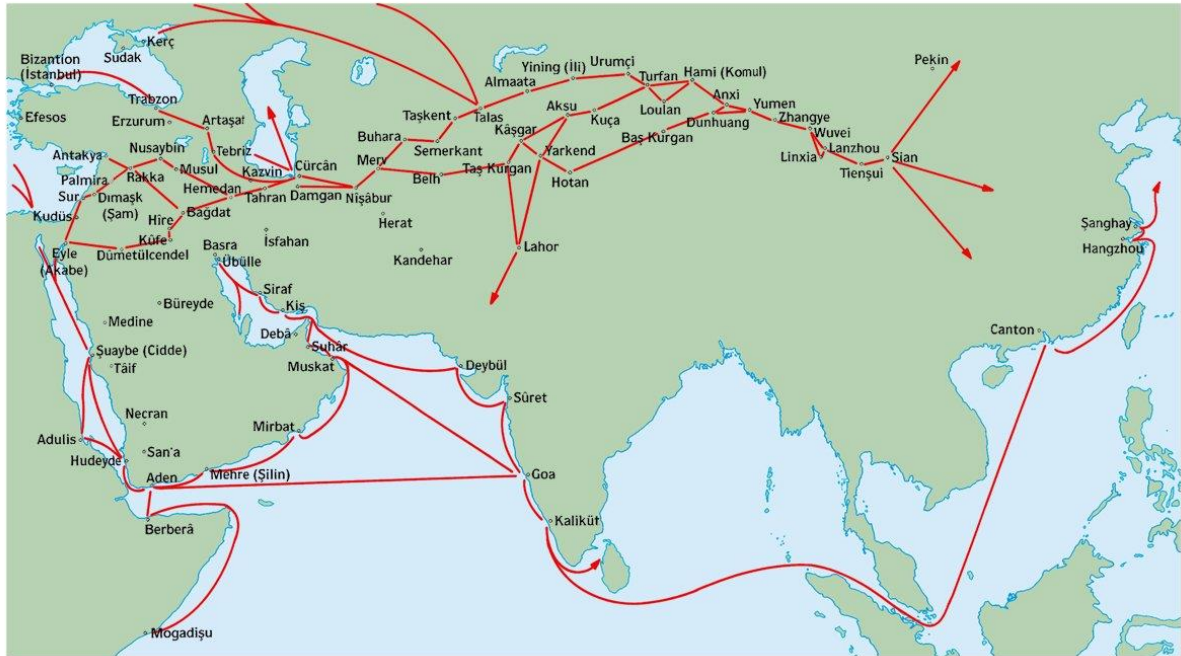 Kerç
Sudak
Bizantion
(İstanbul)
Trabzon
Efesos
Erzurum
Artaşat
Tebriz
Antakya
Nusaybin
Musul
Kazvin
Cürcân
Palmira
Rakka
Hemedan
Tahran
Damgan
Nişâbur
Sur
Dımaşk
(Şam)
Bağdat
Kudüs
Hîre
Kûfe
Eyle
(Akabe)
Dûmetülcendel
İsfahan
Herat
Kandehar
Basra
Übülle
Siraf
Kiş
Büreyde
Medine
Debâ
Suhâr
Muskat
Şuaybe (Cidde)
Tâif
Necran
Mirbat
Adulis
San'a
Hudeyde
Aden
Mehre (Şilin)
Berberâ
Mogadişu
Merv
Buhara
Semerkant
Belh
Taşkent
Talas
Almaata
Yining (İli)
Urumçi
Turfan
Hami (Komul)
Loulan
Aksu
Kuça
Kâşgar
Yarkend
Taş Kurgan
Hotan
Baş Kurgan
Dunhuang
Anxi
Yumen
Zhangye
Wuvei
Lanzhou
Linxia
Tienşui
Sian
Pekin
Lahor
Deybül
Sûret
Goa
Kaliküt
Şanghay
Hangzhou
Canton